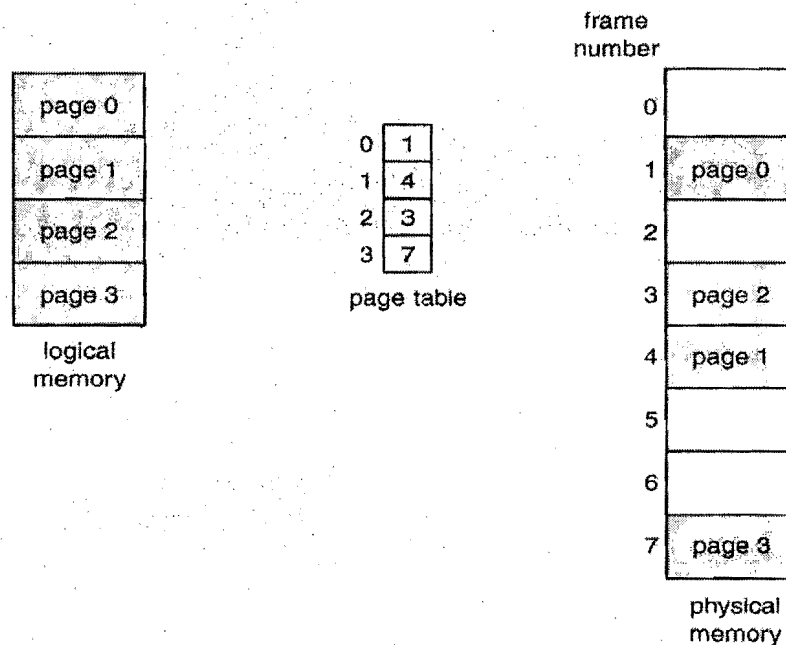 page 0
page 1
page 2
page 3
logical
memory
0 1
1 4
2 3
3 7
page table
frame
number
0
1 page 0
2
3 page 2
4 page 1
5
6
7 page 3
physical
memory